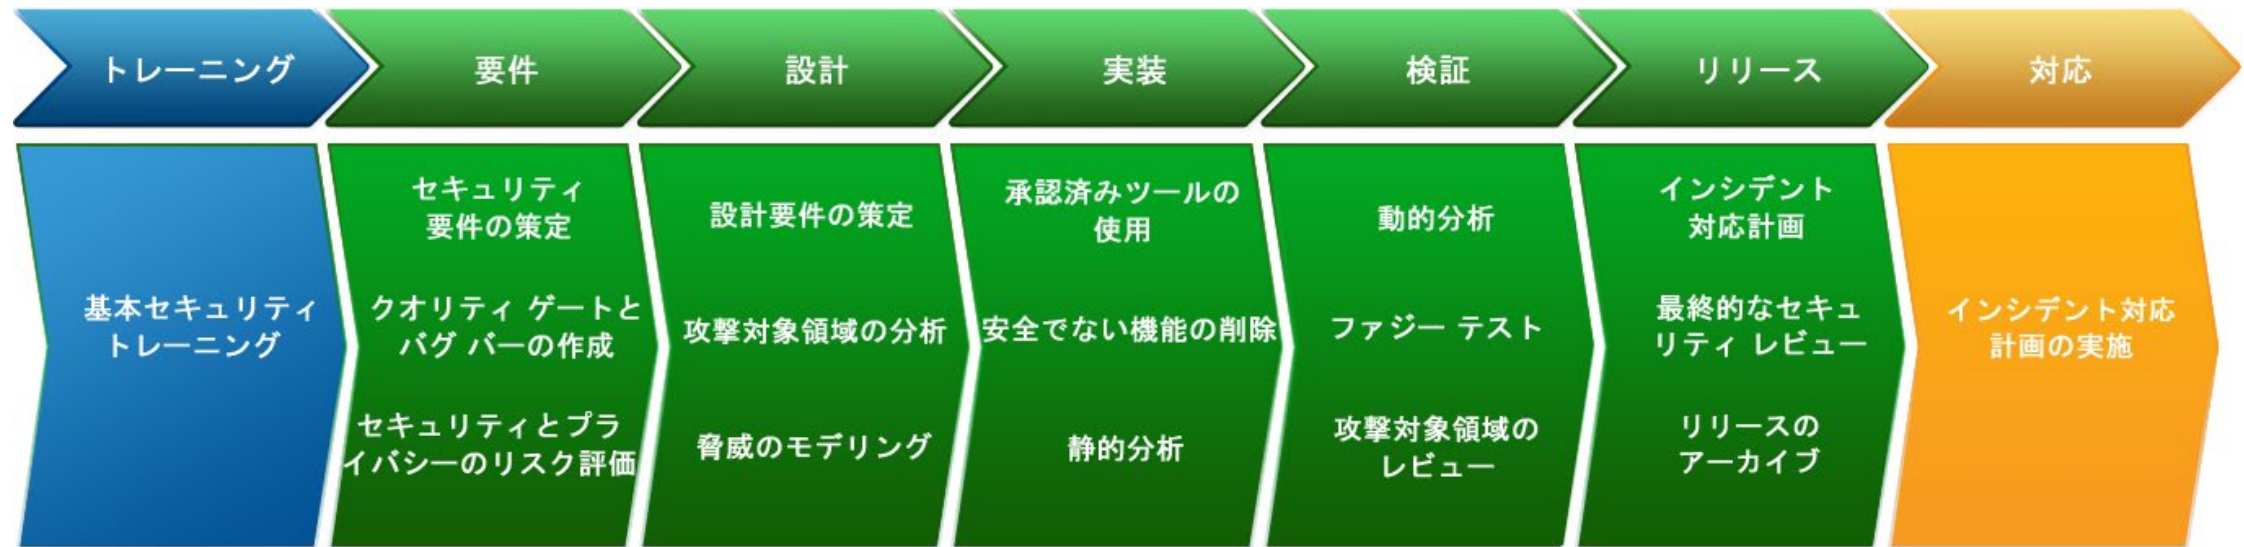 トレーニング
要件
設計
実装
検証
リリース
対応
基本セキュリティ
トレーニング
セキュリティ
要件の策定
クオリティ ゲートと
バグ バーの作成
セキュリティとプラ
イバシーのリスク評価
設計要件の策定
攻撃対象領域の分析
脅威のモデリング
承認済みツールの
使用
安全でない機能の削除
静的分析
動的分析
ファジー テスト
攻撃対象領域の
レビュー
インシデント
対応計画
最終的なセキュ
リティ レビュー
リリースの
アーカイブ
インシデント対応
計画の実施